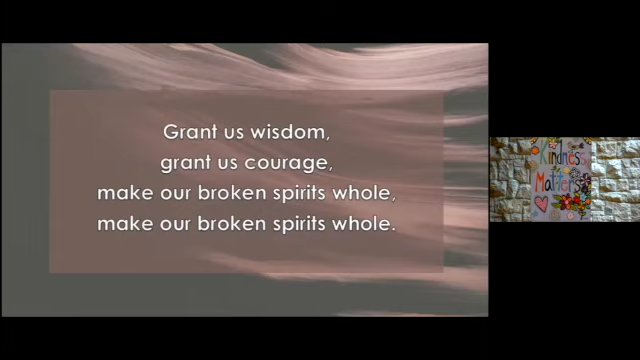 Grant us wisdom,
grant us courage,
make our broken spirits whole,
make our broken spirits whole.
Kindness
Matters